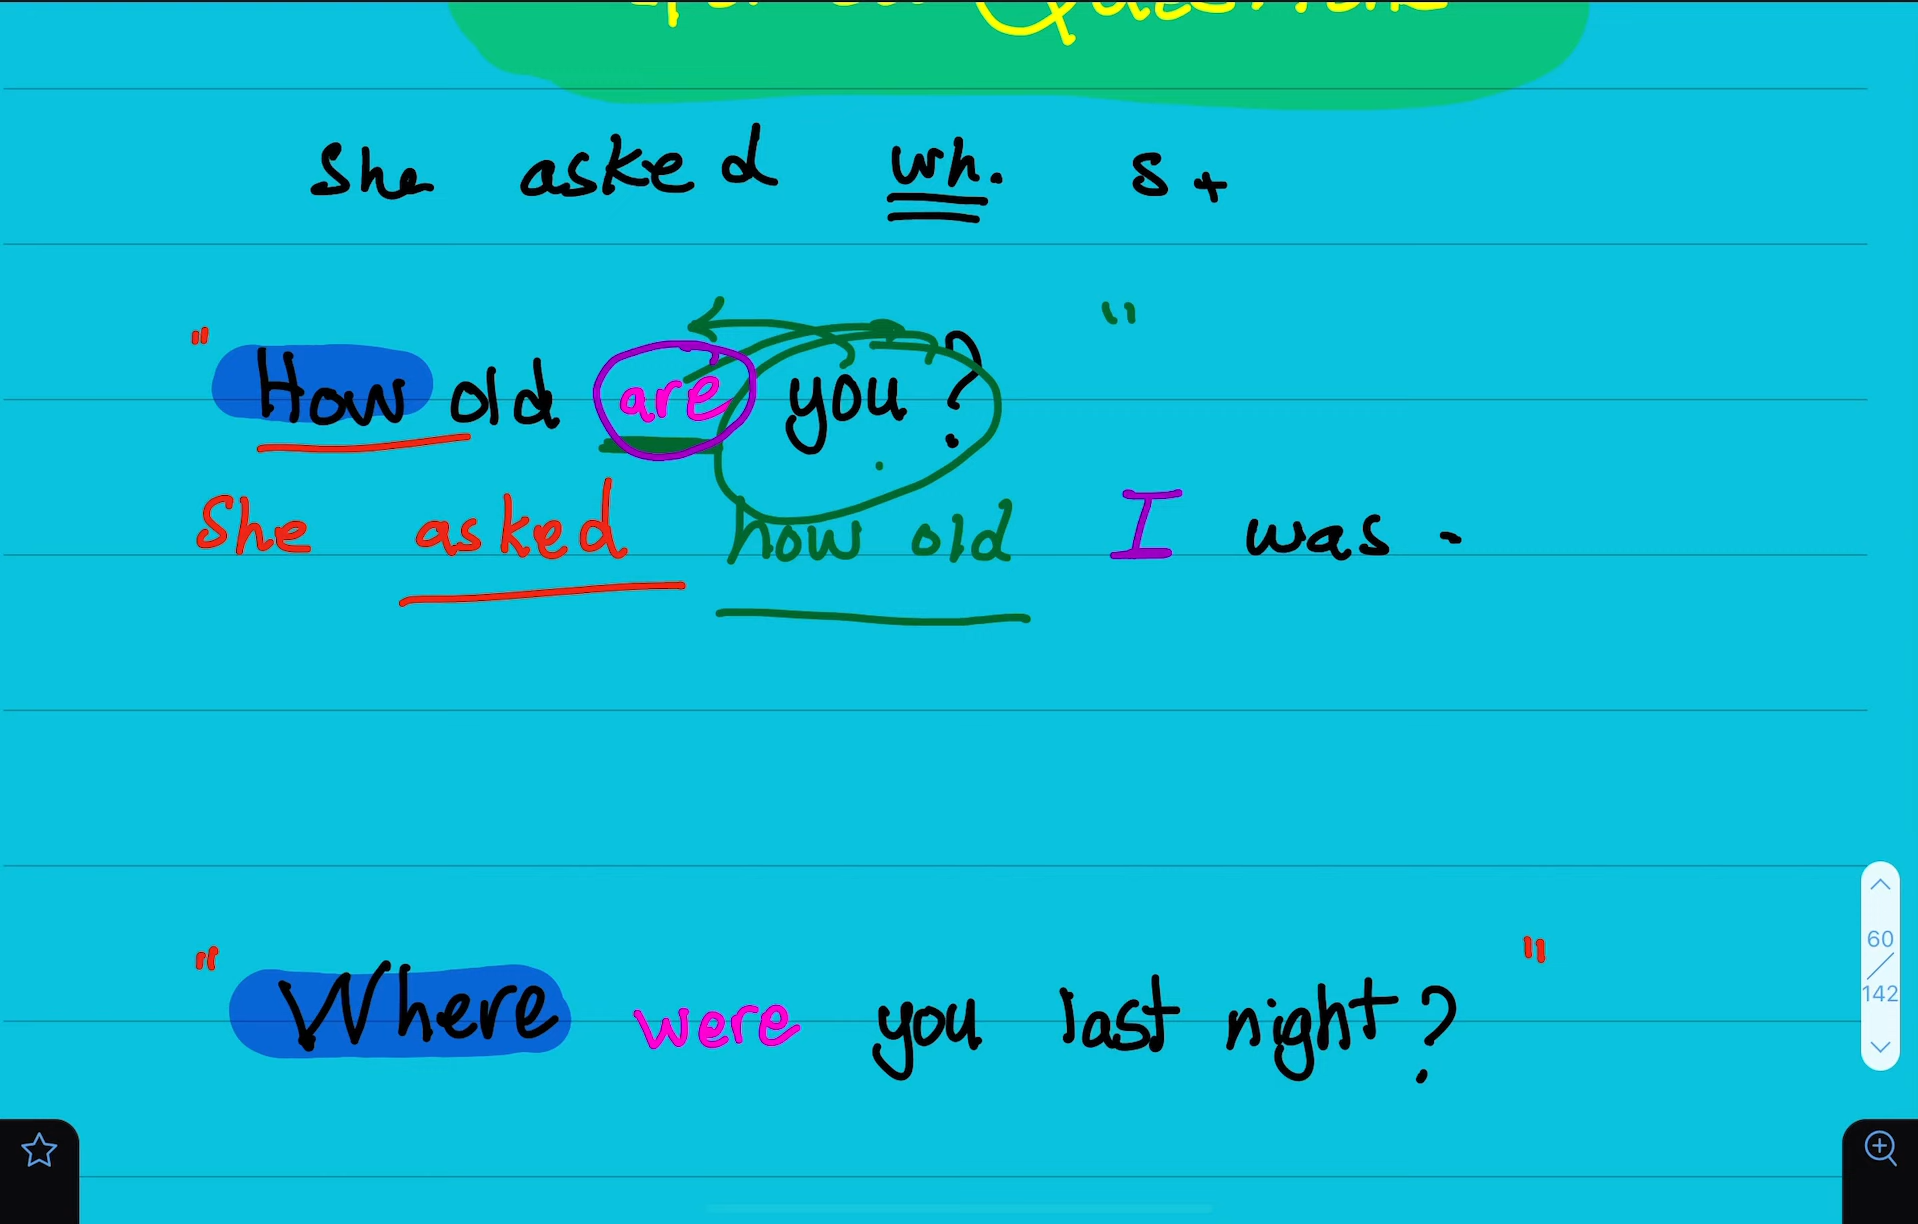 She asked wh. S +
"How old are you? "
She asked how old I was .
"Where were you last night? "
60
142